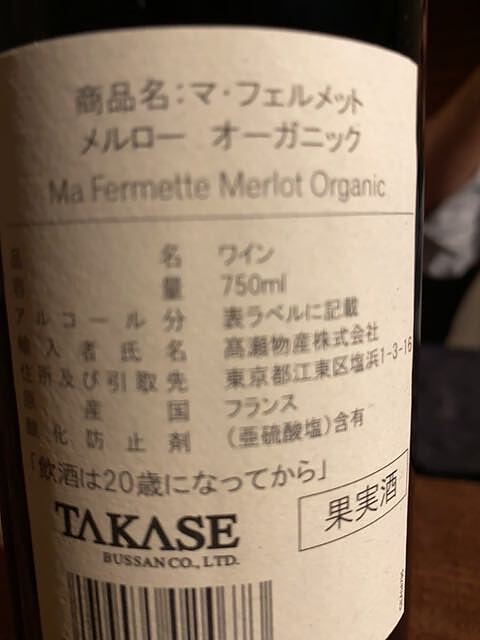 商品名：マ・フェルメット
メルロー オーガニック
Ma Fermette Merlot Organic
品名 ワイン
容量 750ml
アルコール分 表ラベルに記載
輸入者氏名 高瀬物産株式会社
住所及び引取先 東京都江東区塩浜1-3-16
原産国 フランス
酸化防止剤 (亜硫酸塩)含有
「飲酒は20歳になってから」
果実酒
TAKASE
BUSSAN CO., LTD.